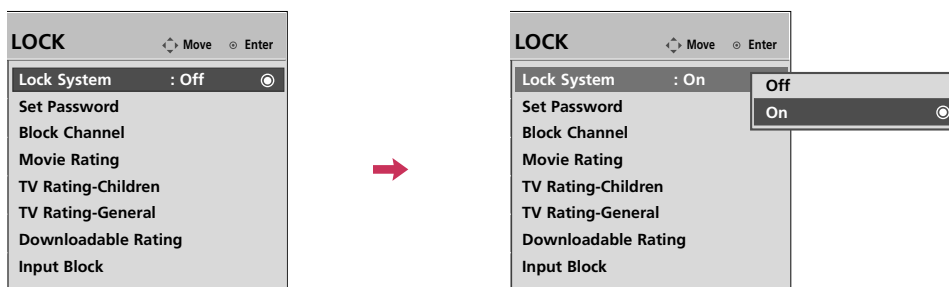 LOCK Move Enter
Lock System : Off
Set Password
Block Channel
Movie Rating
TV Rating-Children
TV Rating-General
Downloadable Rating
Input Block
LOCK Move Enter
Lock System : On
Set Password
Block Channel
Movie Rating
TV Rating-Children
TV Rating-General
Downloadable Rating
Input Block
Off
On